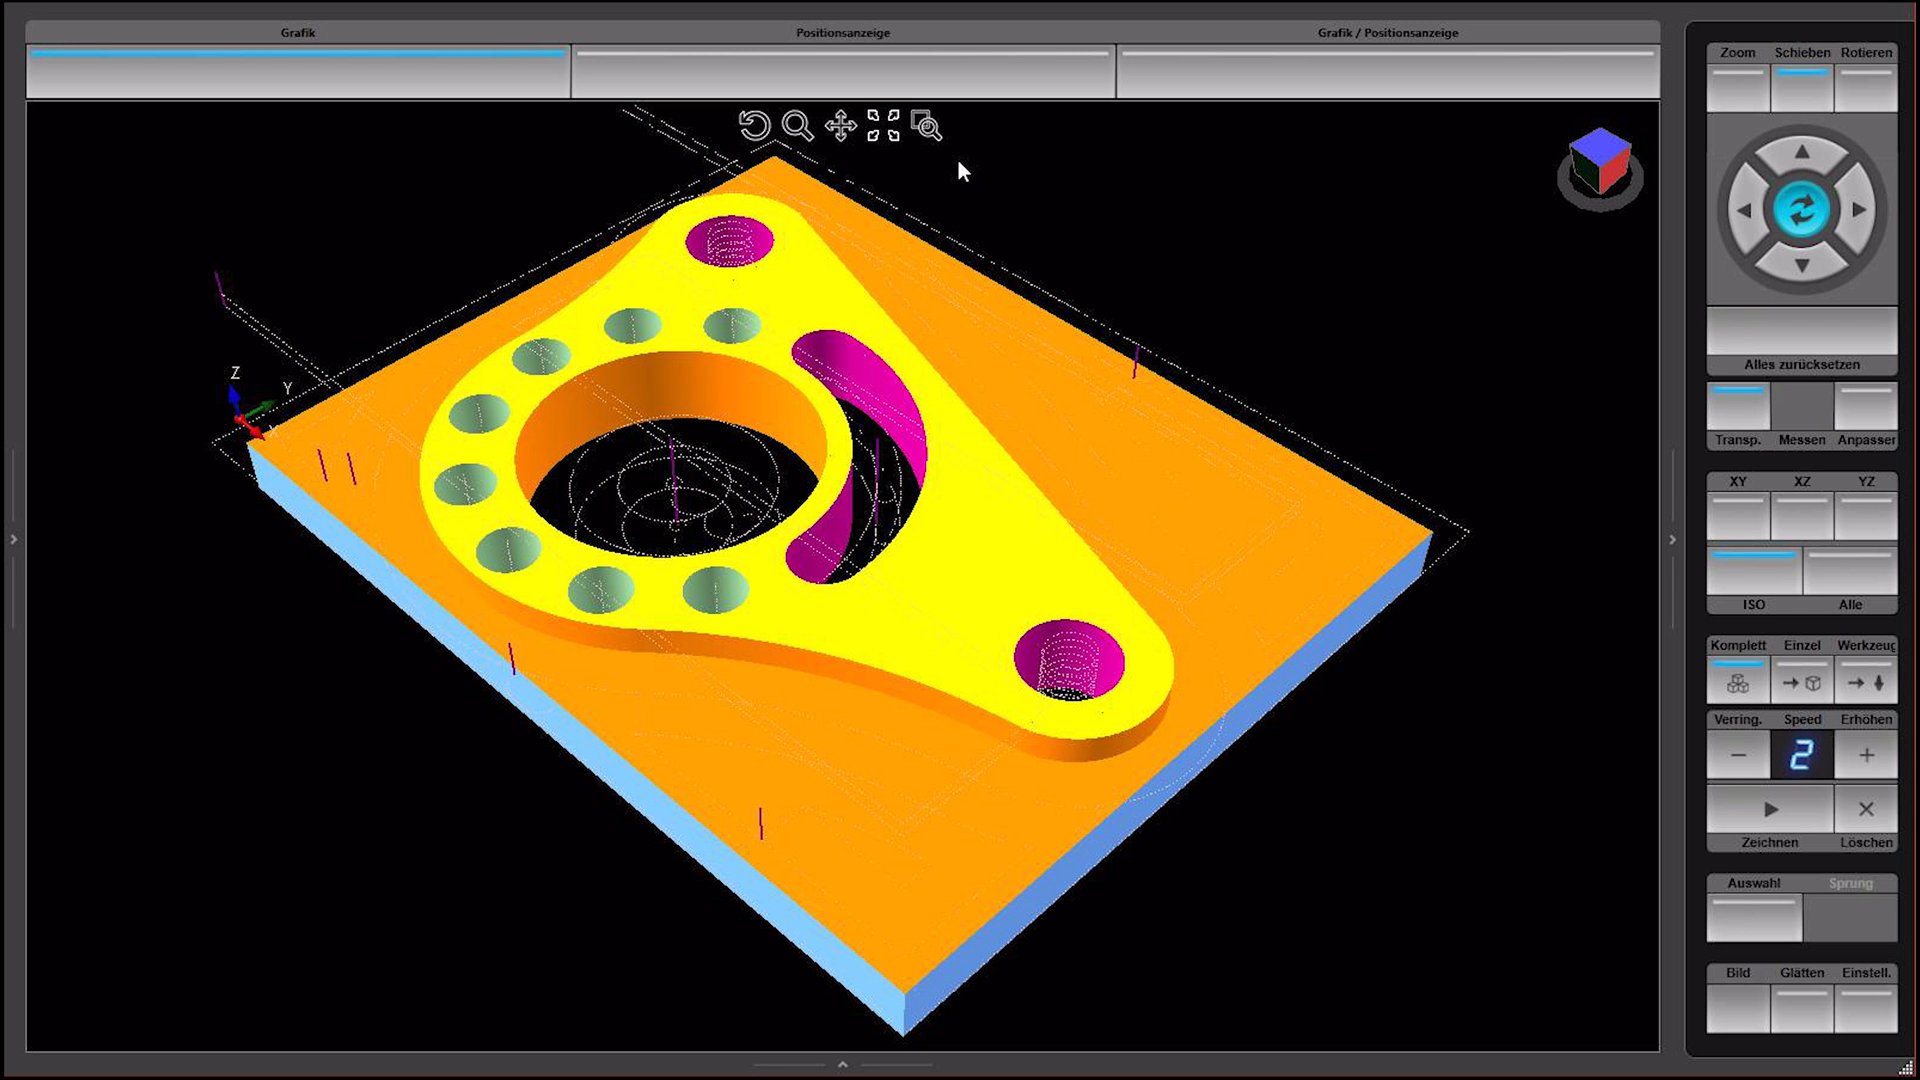 Grafik
Positionsanzeige
Grafik / Positionsanzeige
Zoom Schieben Rotieren
Alles zurücksetzen
Transp. Messen Anpasser
XY XZ YZ
ISO Alle
Komplett Einzel Werkzeug
Verring. Speed Erhöhen
2
Zeichnen Löschen
Auswahl Sprung
Bild Glätten Einstell.
Z
Y
X